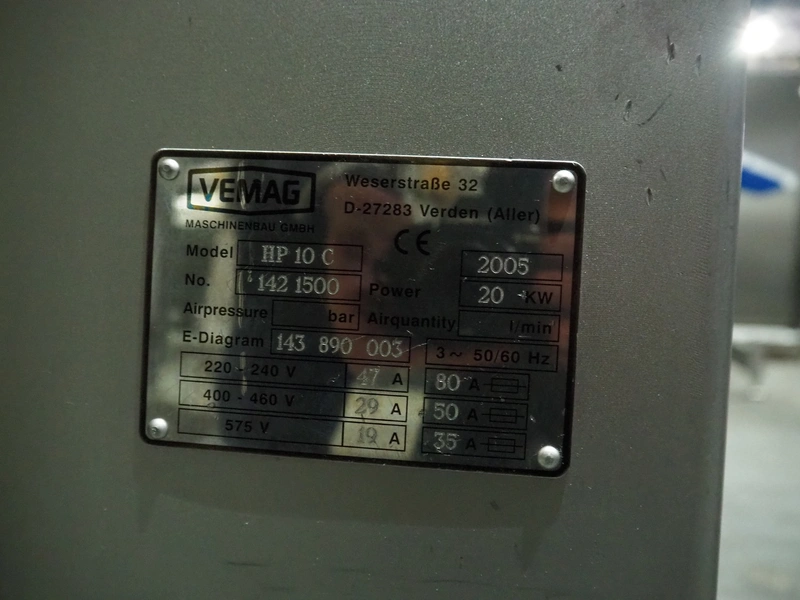 VEMAG
MASCHINENBAU GMBH
Weserstraße 32
D-27283 Verden (Aller)
CE
Model HP 10 C 2005
No. 142 1500 Power 20 KW
Airpressure bar Airquantity l/min
E-Diagram 143 890 003 3~ 50/60 Hz
220 - 240 V 47 A 80 A
400 - 460 V 29 A 50 A
575 V 19 A 35 A